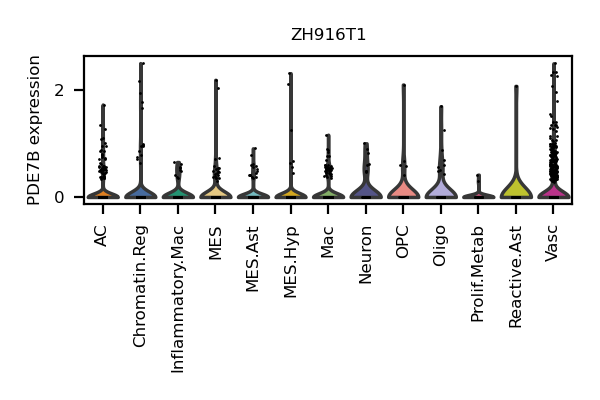 ZH916T1
PDE7B expression
2
0
AC
Chromatin.Reg
Inflammatory.Mac
MES
MES.Ast
MES.Hyp
Mac
Neuron
OPC
Oligo
Prolif.Metab
Reactive.Ast
Vasc